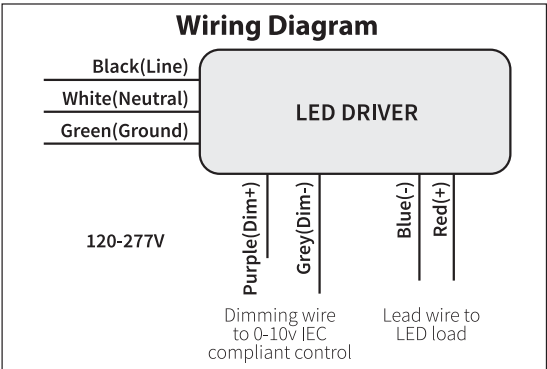 Wiring Diagram
Black(Line)
White(Neutral)
Green(Ground)
LED DRIVER
120-277V
Purple(Dim+)
Grey(Dim-)
Blue(-)
Red(+)
Dimming wire
to 0-10v IEC
compliant control
Lead wire to
LED load